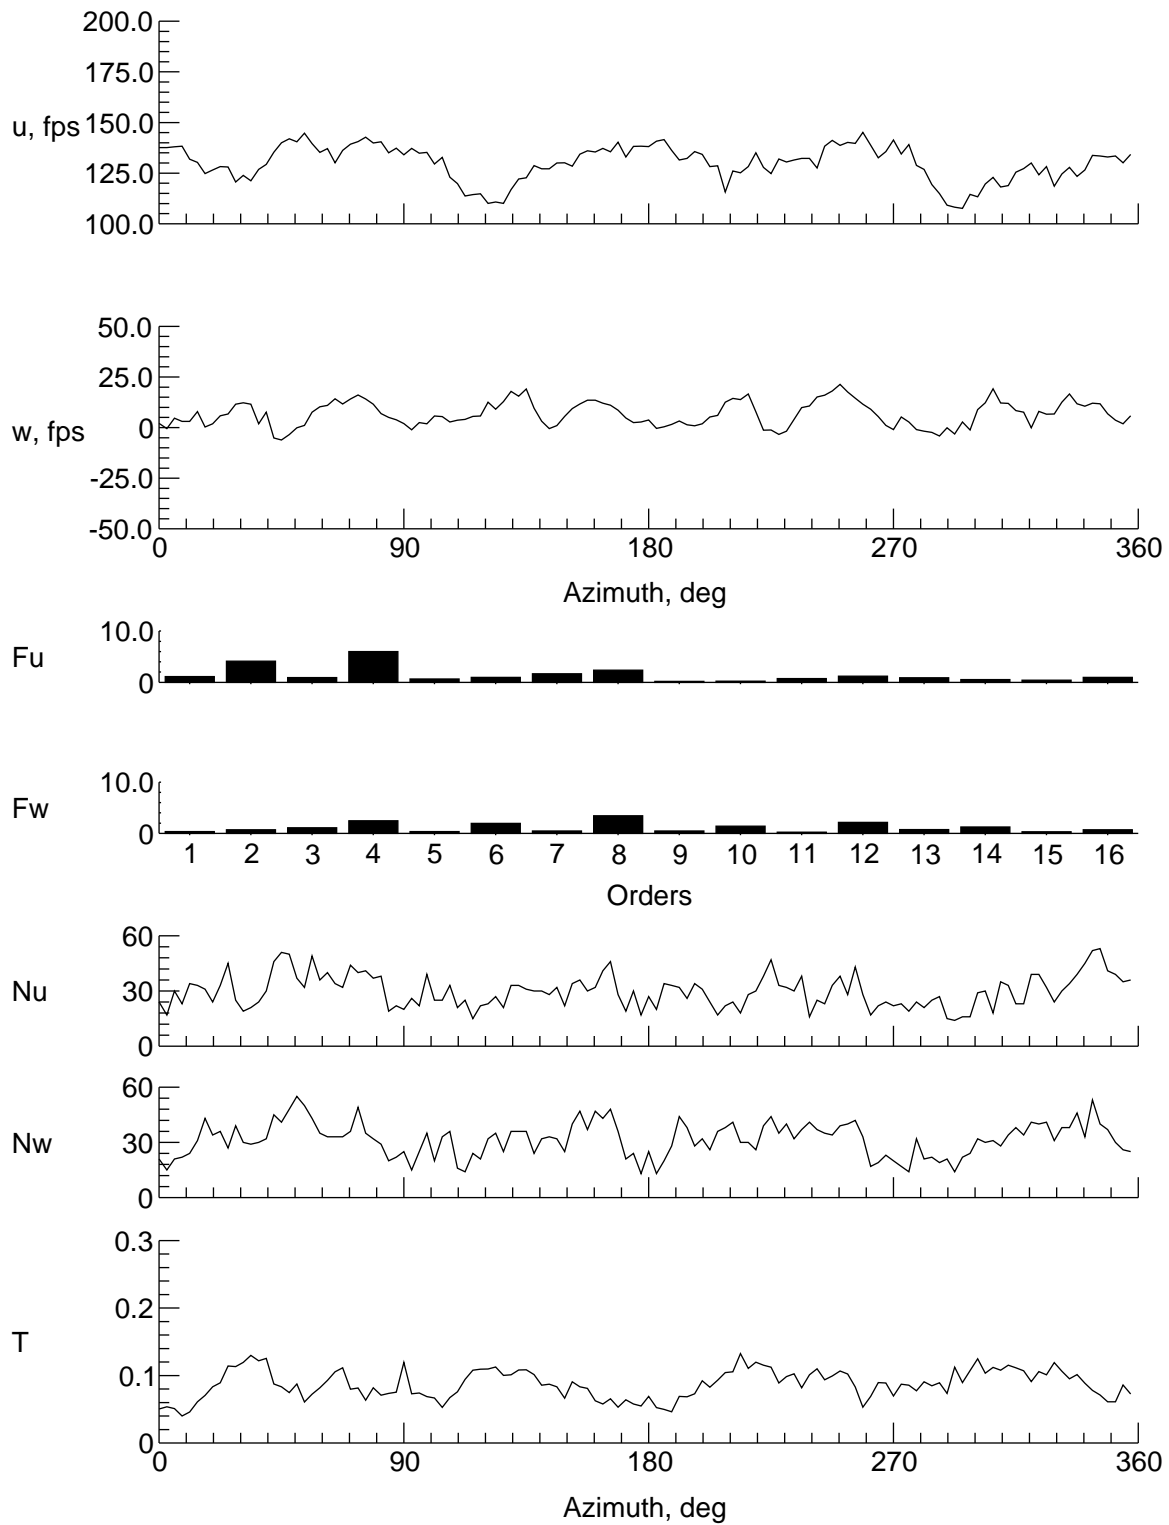 200.0
175.0
u, fps 150.0
125.0
100.0
50.0
25.0
w, fps 0
-25.0
-50.0
0 90 180 270 360
Azimuth, deg
10.0
Fu
0
10.0
Fw
0
1 2 3 4 5 6 7 8 9 10 11 12 13 14 15 16
Orders
60
Nu 30
0
60
Nw 30
0
0.3
0.2
T
0.1
0
0 90 180 270 360
Azimuth, deg